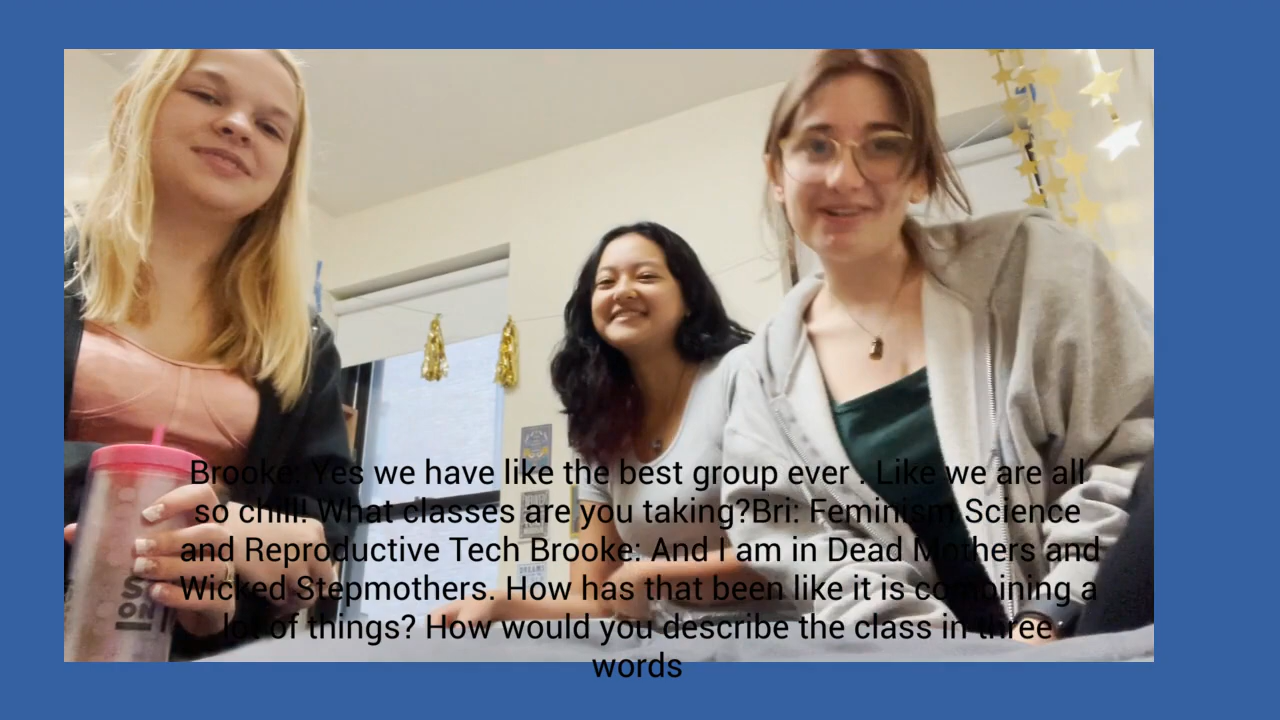 Brooke: Yes we have like the best group ever . Like we are all
so chill! What classes are you taking?Bri: Feminism Science
and Reproductive Tech Brooke: And I am in Dead Mothers and
Wicked Stepmothers. How has that been like it is combining a
lot of things? How would you describe the class in three
words